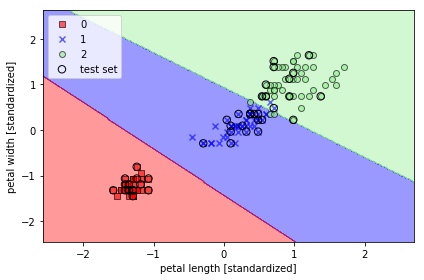 0
1
2
test set
2
1
0
−1
−2
petal width [standardized]
−2 −1 0 1 2
petal length [standardized]